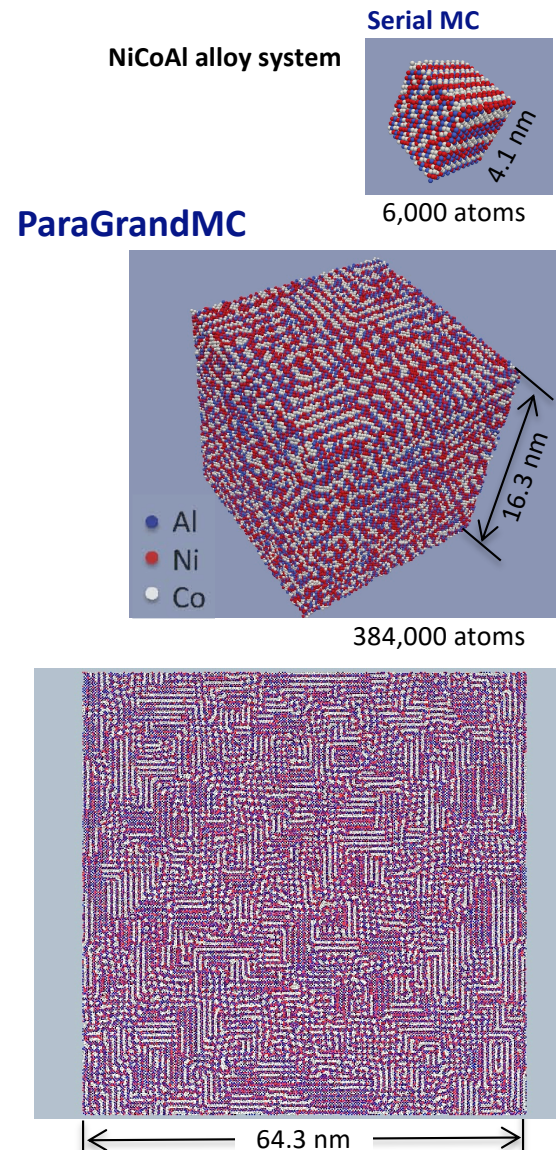 Serial MC
NiCoAl alloy system
4.1 nm
6,000 atoms
ParaGrandMC
16.3 nm
Al
Ni
Co
384,000 atoms
64.3 nm